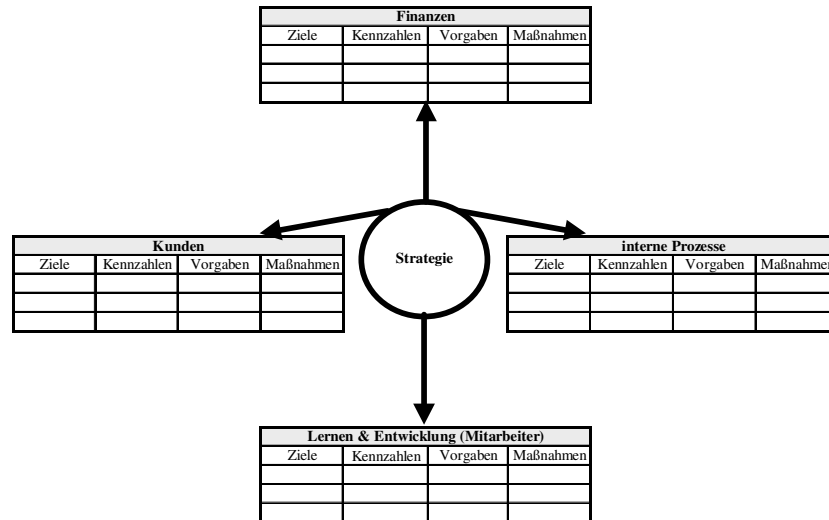 Finanzen
Ziele Kennzahlen Vorgaben Maßnahmen
Kunden
Ziele Kennzahlen Vorgaben Maßnahmen
Strategie
interne Prozesse
Ziele Kennzahlen Vorgaben Maßnahmen
Lernen & Entwicklung (Mitarbeiter)
Ziele Kennzahlen Vorgaben Maßnahmen